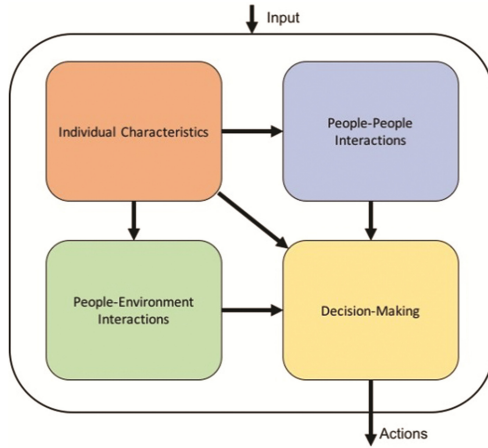 Input
Individual Characteristics
People-People
Interactions
People-Environment
Interactions
Decision-Making
Actions